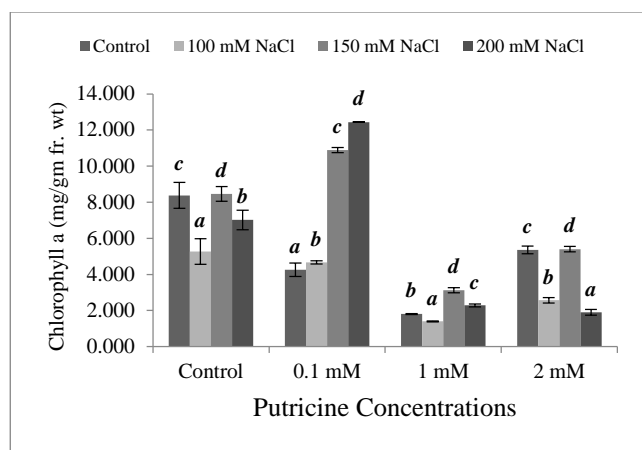 Control 100 mM NaCl 150 mM NaCl 200 mM NaCl
Chlorophyll a (mg/gm fr. wt)
14.000
12.000
10.000
8.000
6.000
4.000
2.000
0.000
c a d b
a b c d
b a d c
c b d a
Control 0.1 mM 1 mM 2 mM
Putricine Concentrations